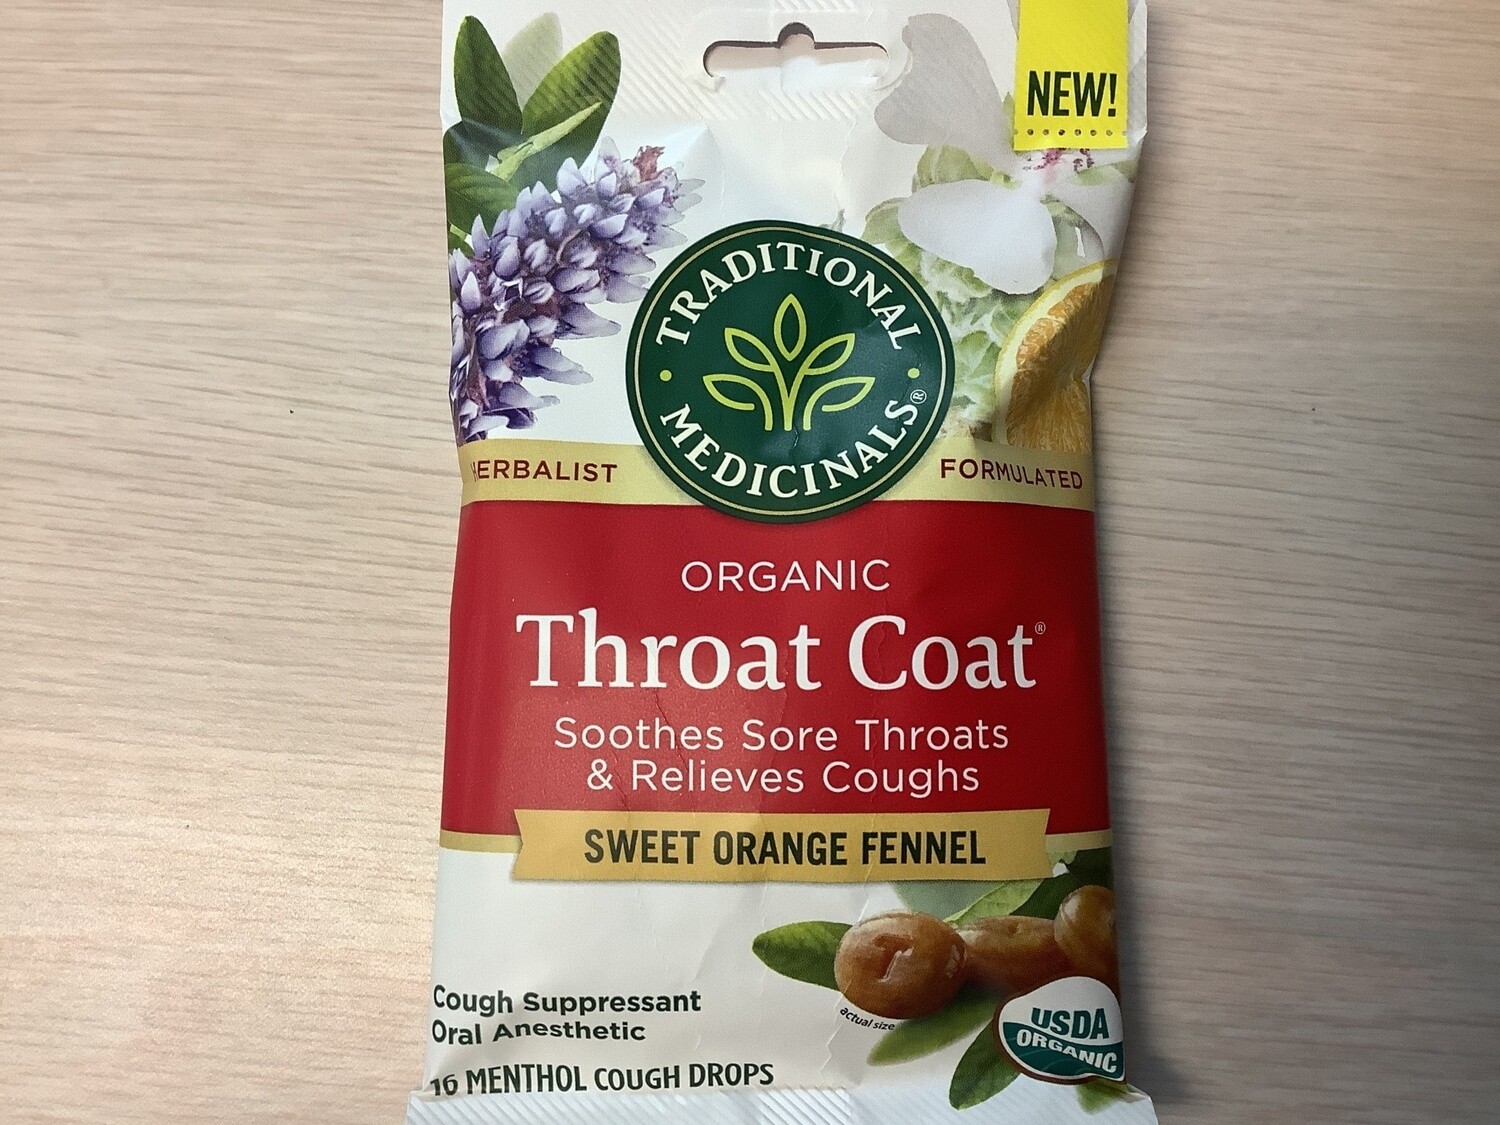 NEW!
TRADITIONAL
MEDICINALS®
HERBALIST FORMULATED
ORGANIC
Throat Coat®
Soothes Sore Throats
& Relieves Coughs
SWEET ORANGE FENNEL
actual size
Cough Suppressant
Oral Anesthetic
16 MENTHOL COUGH DROPS
USDA
ORGANIC